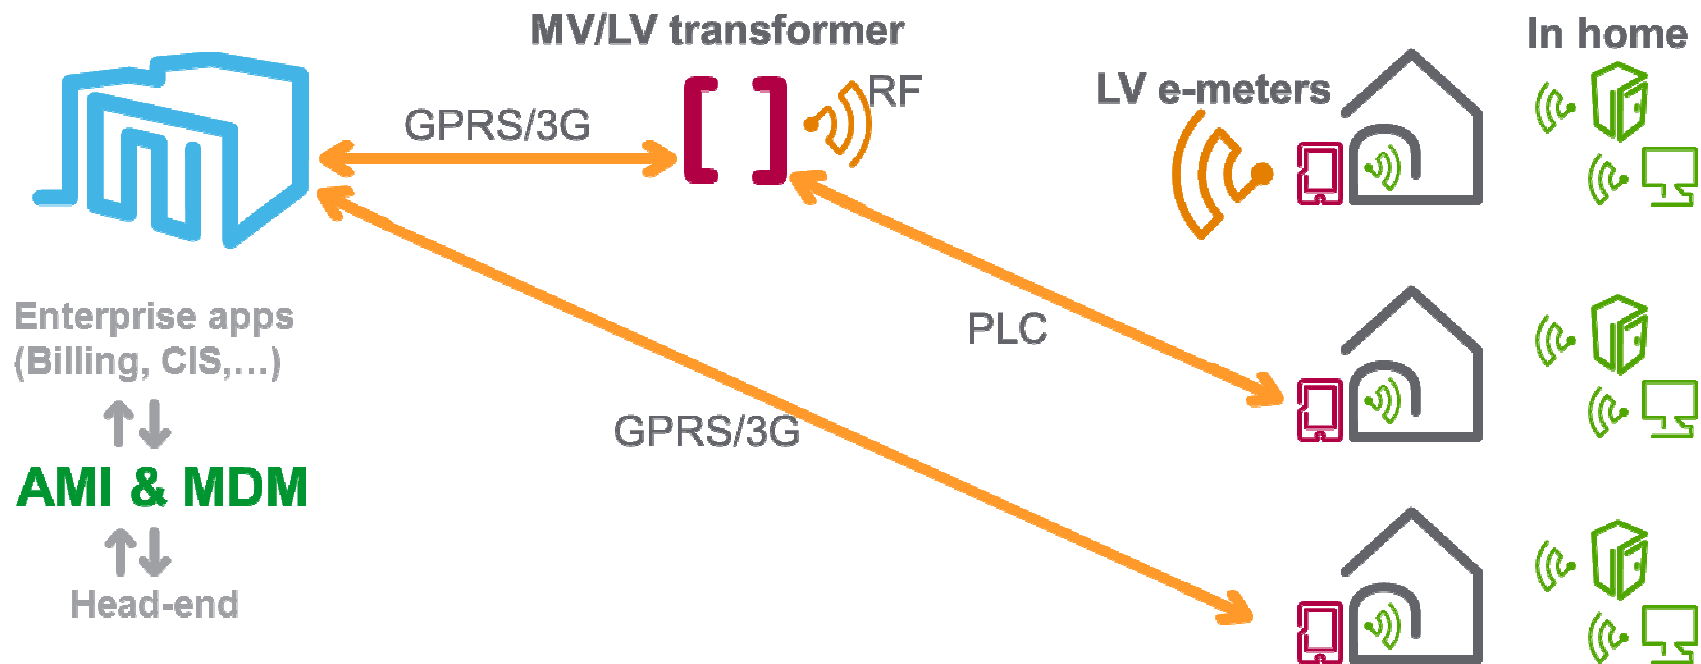 MV/LV transformer
In home
RF
LV e-meters
GPRS/3G
Enterprise apps
(Billing, CIS,...)
PLC
GPRS/3G
AMI & MDM
Head-end